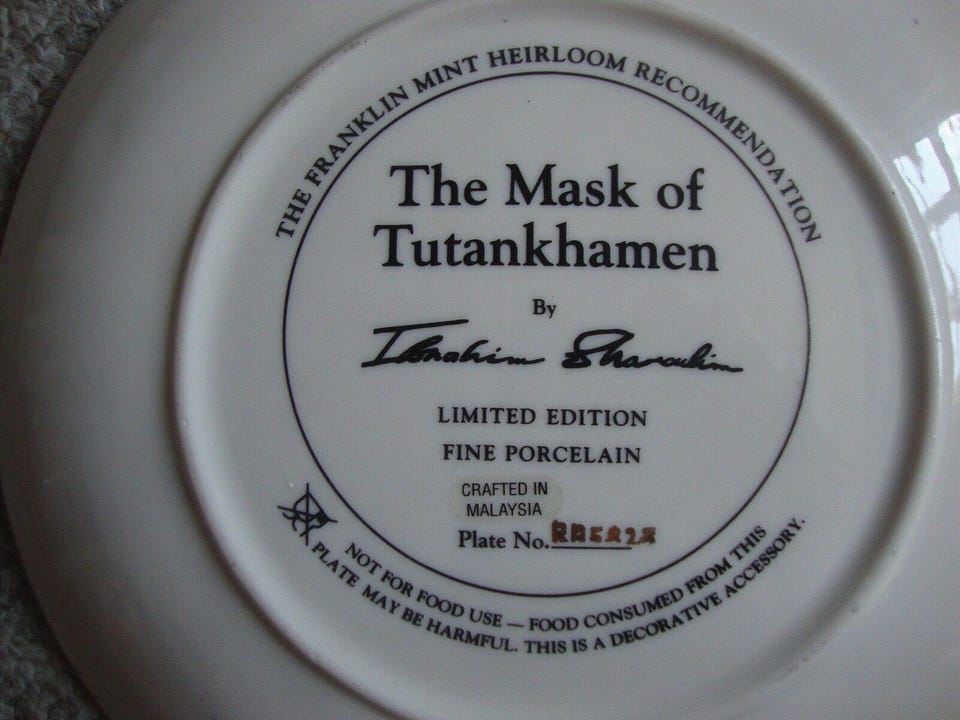 THE FRANKLIN MINT HEIRLOOM RECOMMENDATION
The Mask of
Tutankhamen
By
LIMITED EDITION
FINE PORCELAIN
CRAFTED IN
MALAYSIA
Plate No.
NOT FOR FOOD USE — FOOD CONSUMED FROM THIS
PLATE MAY BE HARMFUL. THIS IS A DECORATIVE ACCESSORY.